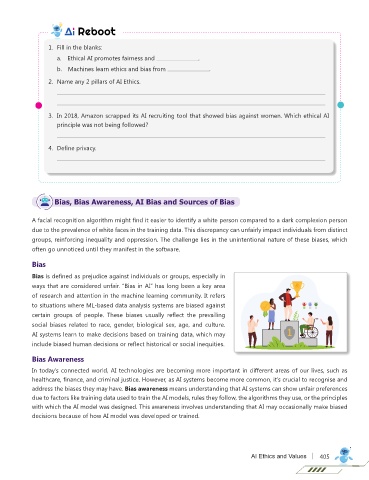 Ai Reboot
1. Fill in the blanks:
a. Ethical AI promotes fairness and ________________.
b. Machines learn ethics and bias from ________________.
2. Name any 2 pillars of AI Ethics.
3. In 2018, Amazon scrapped its AI recruiting tool that showed bias against women. Which ethical AI
principle was not being followed?
4. Define privacy.
Bias, Bias Awareness, AI Bias and Sources of Bias
A facial recognition algorithm might find it easier to identify a white person compared to a dark complexion person
due to the prevalence of white faces in the training data. This discrepancy can unfairly impact individuals from distinct
groups, reinforcing inequality and oppression. The challenge lies in the unintentional nature of these biases, which
often go unnoticed until they manifest in the software.
Bias
Bias is defined as prejudice against individuals or groups, especially in
ways that are considered unfair. "Bias in AI" has long been a key area
of research and attention in the machine learning community. It refers
to situations where ML-based data analysis systems are biased against
certain groups of people. These biases usually reflect the prevailing
social biases related to race, gender, biological sex, age, and culture.
AI systems learn to make decisions based on training data, which may
include biased human decisions or reflect historical or social inequities.
Bias Awareness
In today's connected world, AI technologies are becoming more important in different areas of our lives, such as
healthcare, finance, and criminal justice. However, as AI systems become more common, it's crucial to recognise and
address the biases they may have. Bias awareness means understanding that AI systems can show unfair preferences
due to factors like training data used to train the AI models, rules they follow, the algorithms they use, or the principles
with which the AI model was designed. This awareness involves understanding that AI may occasionally make biased
decisions because of how AI model was developed or trained.
AI Ethics and Values | 405